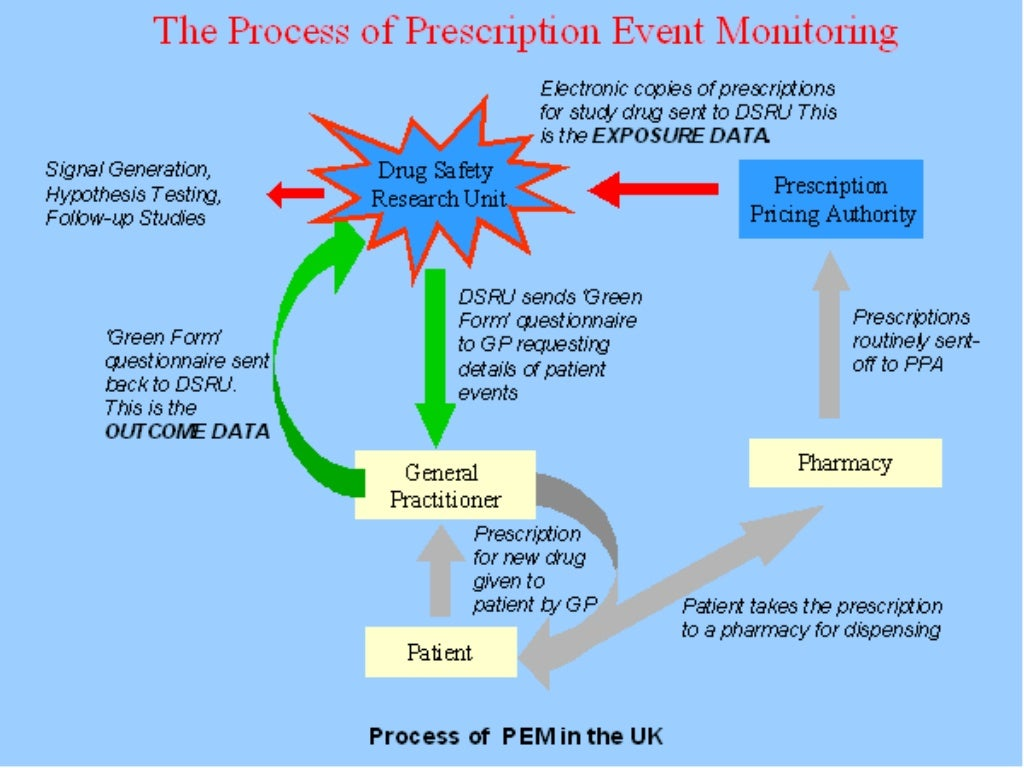 The Process of Prescription Event Monitoring
Electronic copies of prescriptions
for study drug sent to DSRU This
is the EXPOSURE DATA.
Signal Generation,
Hypothesis Testing,
Follow-up Studies
Drug Safety
Research Unit
Prescription
Pricing Authority
DSRU sends 'Green
Form' questionnaire
to GP requesting
details of patient
events
Prescriptions
routinely sent-
off to PPA
'Green Form'
questionnaire sent
back to DSRU.
This is the
OUTCOME DATA
General
Practitioner
Pharmacy
Prescription
for new drug
given to
patient by GP
Patient takes the prescription
to a pharmacy for dispensing
Patient
Process of PEM in the UK